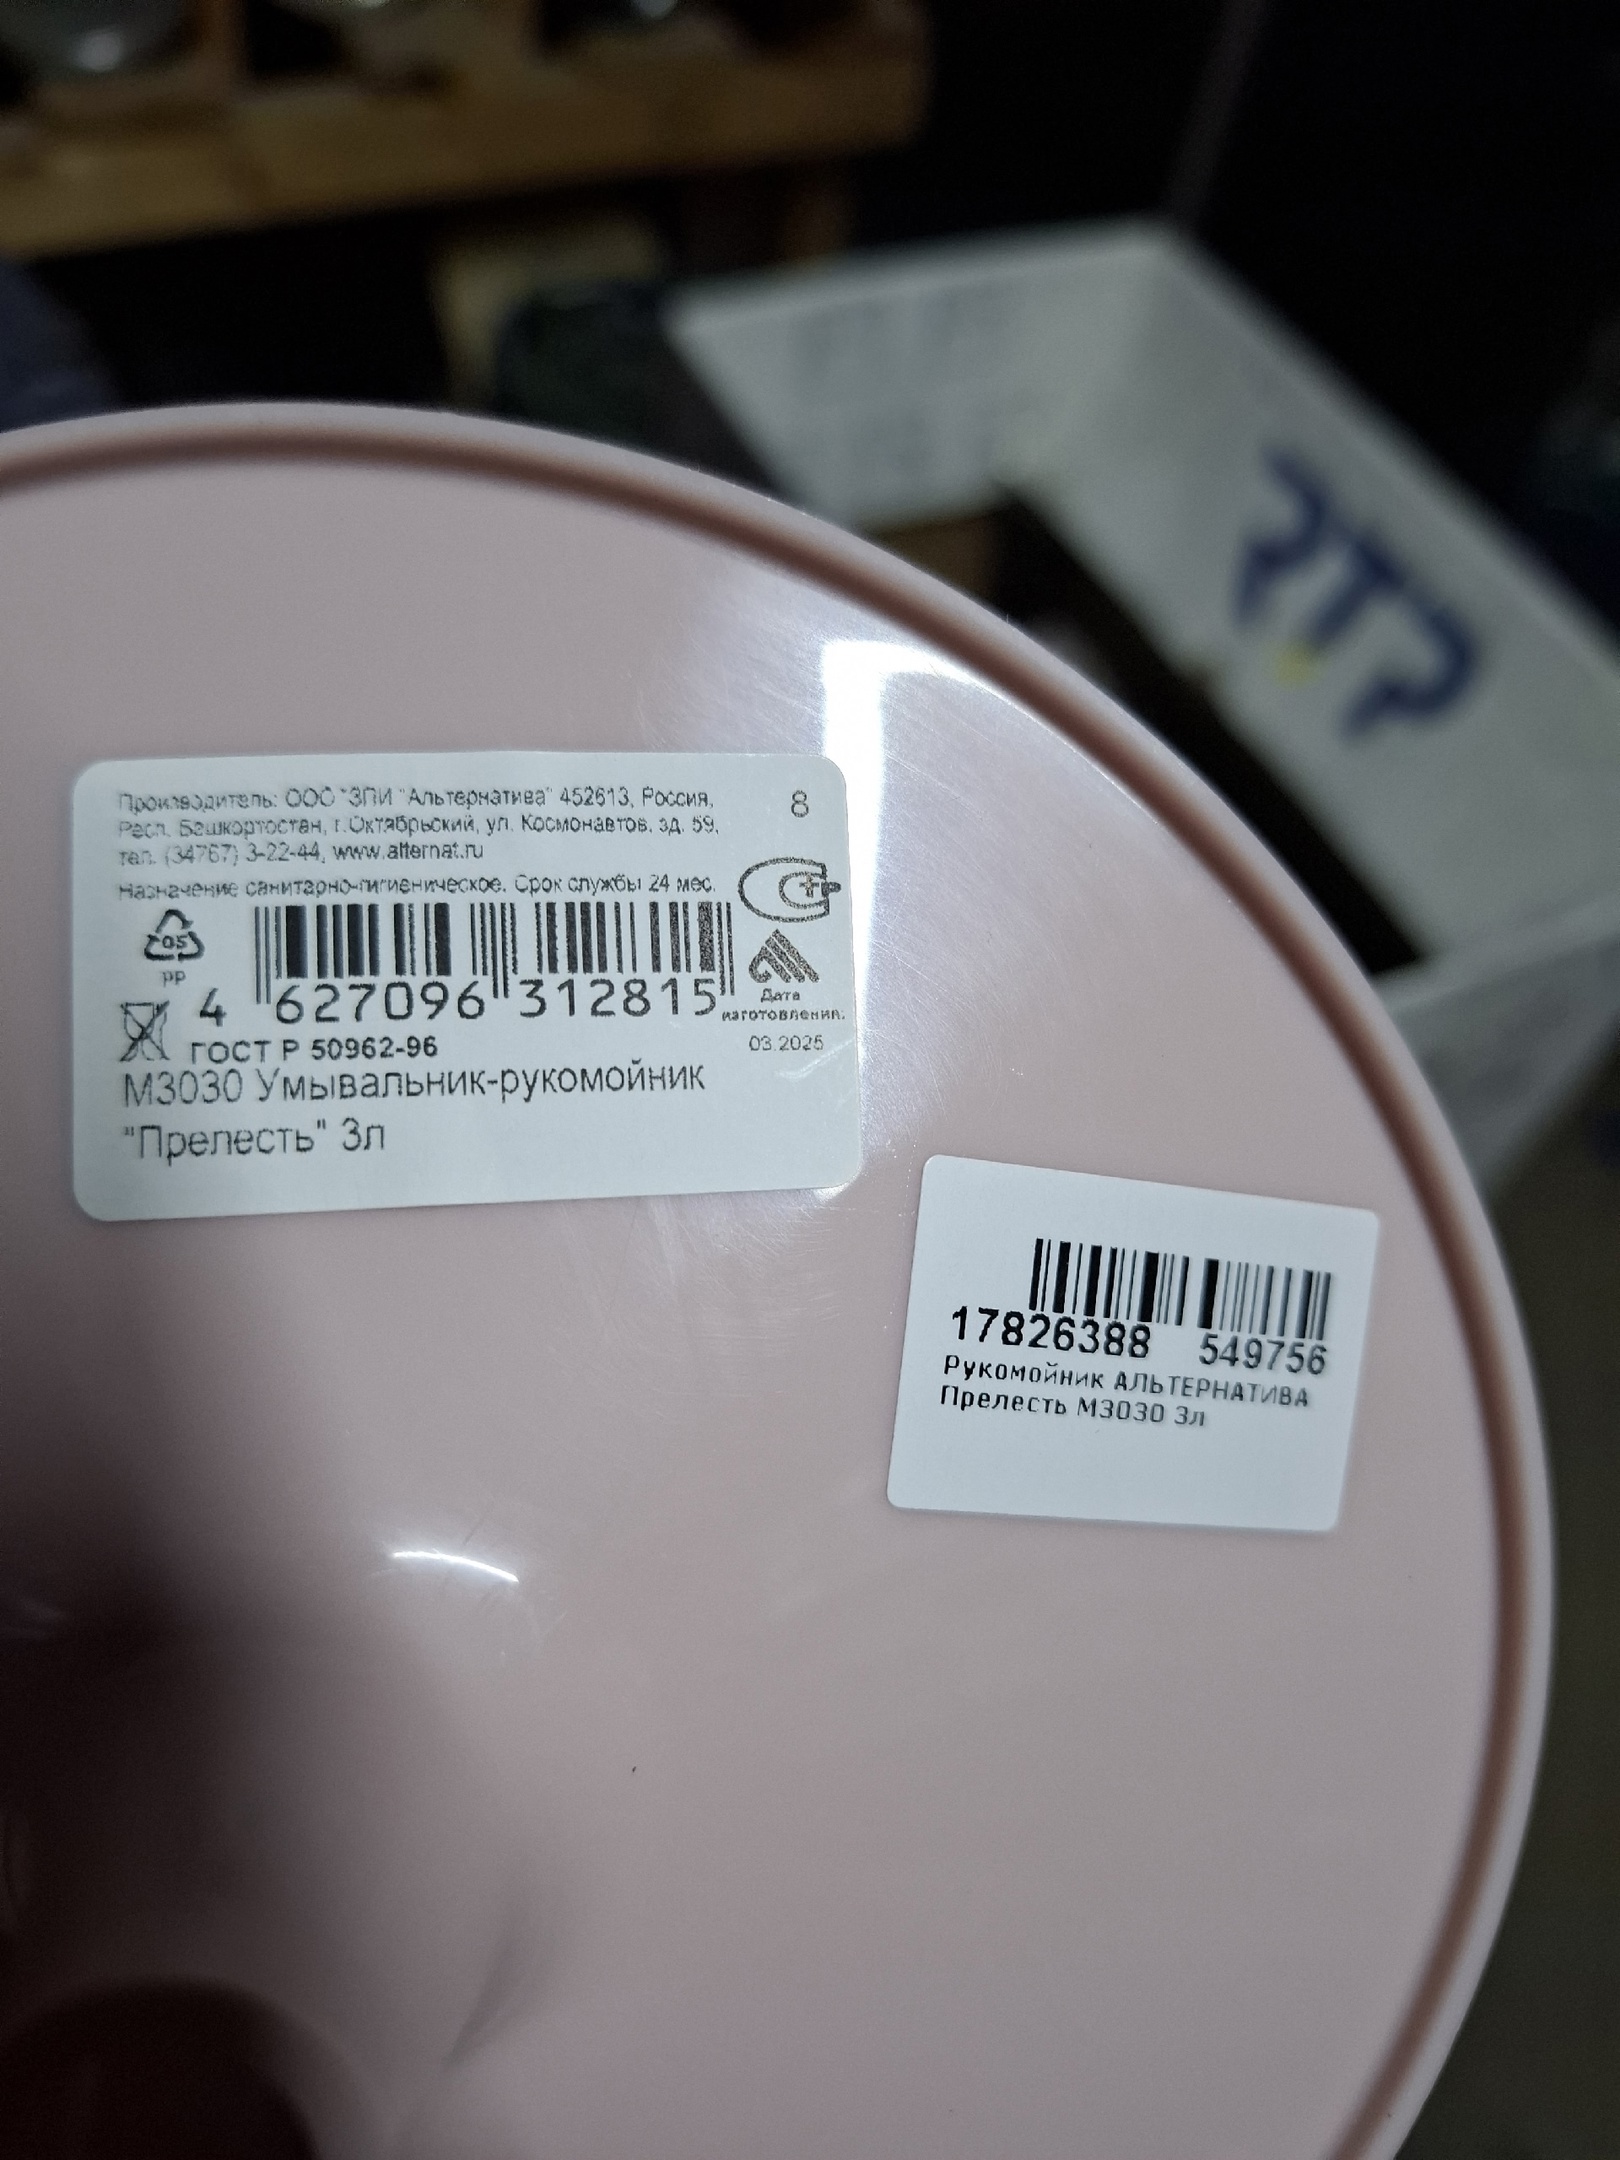 Производитель: ООО "ЗПИ "Альтернатива" 452613, Россия,
Респ. Башкортостан, г.Октябрьский, ул. Космонавтов, зд. 59,
тел. (34767) 3-22-44, www.alternat.ru
8
Назначение санитарно-гигиеническое. Срок службы 24 мес.
05
PP
4 627096 312815
Дата
изготовления:
03.2025
ГОСТ Р 50962-96
М3030 Умывальник-рукомойник
"Прелесть" 3л
17826388 549756
Рукомойник АЛЬТЕРНАТИВА
Прелесть М3030 3л